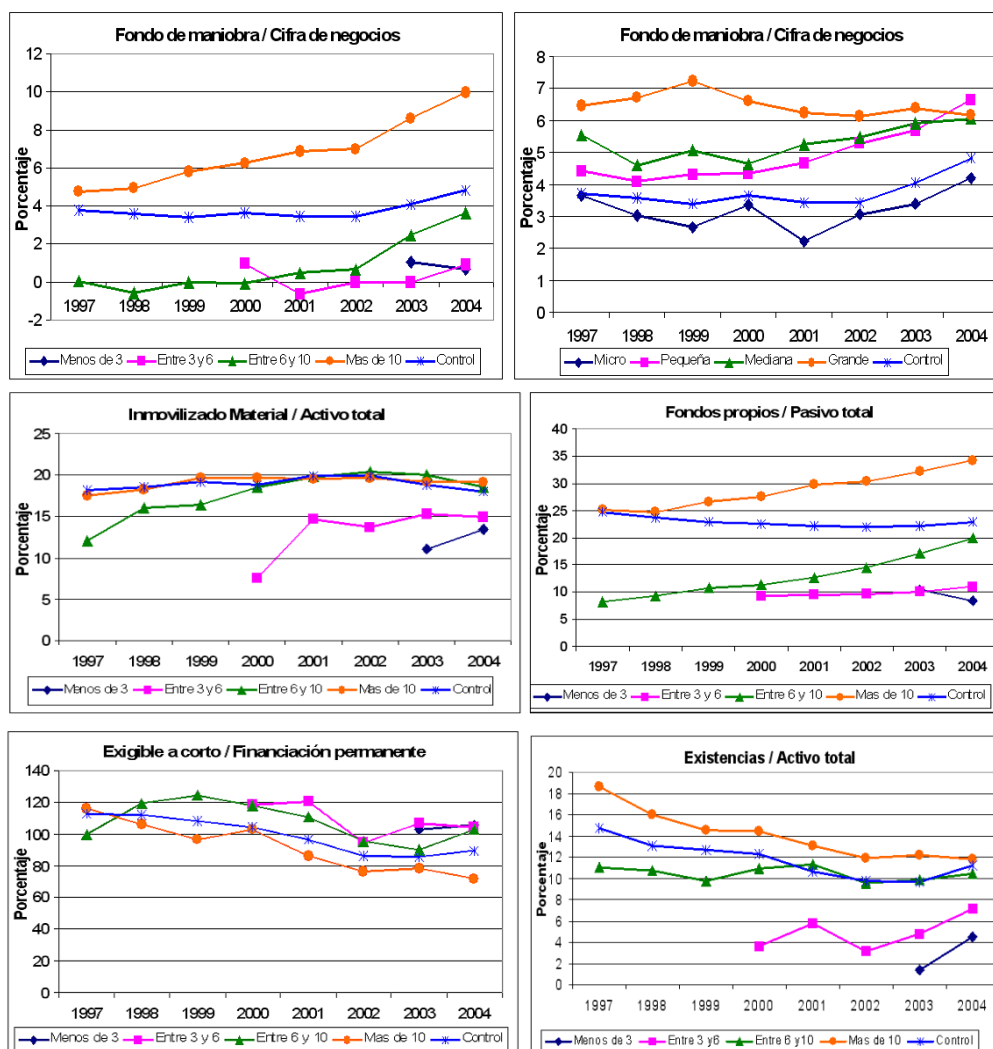 Fondo de maniobra / Cifra de negocios
Porcentaje
12
10
8
6
4
2
0
-2
1997 1998 1999 2000 2001 2002 2003 2004
Menos de 3 Entre 3 y 6 Entre 6 y 10 Mas de 10 Control
Fondo de maniobra / Cifra de negocios
Porcentaje
8
7
6
5
4
3
2
1
0
1997 1998 1999 2000 2001 2002 2003 2004
Micro Pequeña Mediana Grande Control
Inmovilizado Material / Activo total
Porcentaje
25
20
15
10
5
0
1997 1998 1999 2000 2001 2002 2003 2004
Menos de 3 Entre 3 y 6 Entre 6 y 10 Mas de 10 Control
Fondos propios / Pasivo total
Porcentaje
40
35
30
25
20
15
10
5
0
1997 1998 1999 2000 2001 2002 2003 2004
Menos de 3 Entre 3 y 6 Entre 6 y 10 Mas de 10 Control
Exigible a corto / Financiación permanente
Porcentaje
140
120
100
80
60
40
20
0
1997 1998 1999 2000 2001 2002 2003 2004
Menos de 3 Entre 3 y 6 Entre 6 y 10 Mas de 10 Control
Existencias / Activo total
Porcentaje
20
18
16
14
12
10
8
6
4
2
0
1997 1998 1999 2000 2001 2002 2003 2004
Menos de 3 Entre 3 y6 Entre 6 y10 Mas de 10 Control